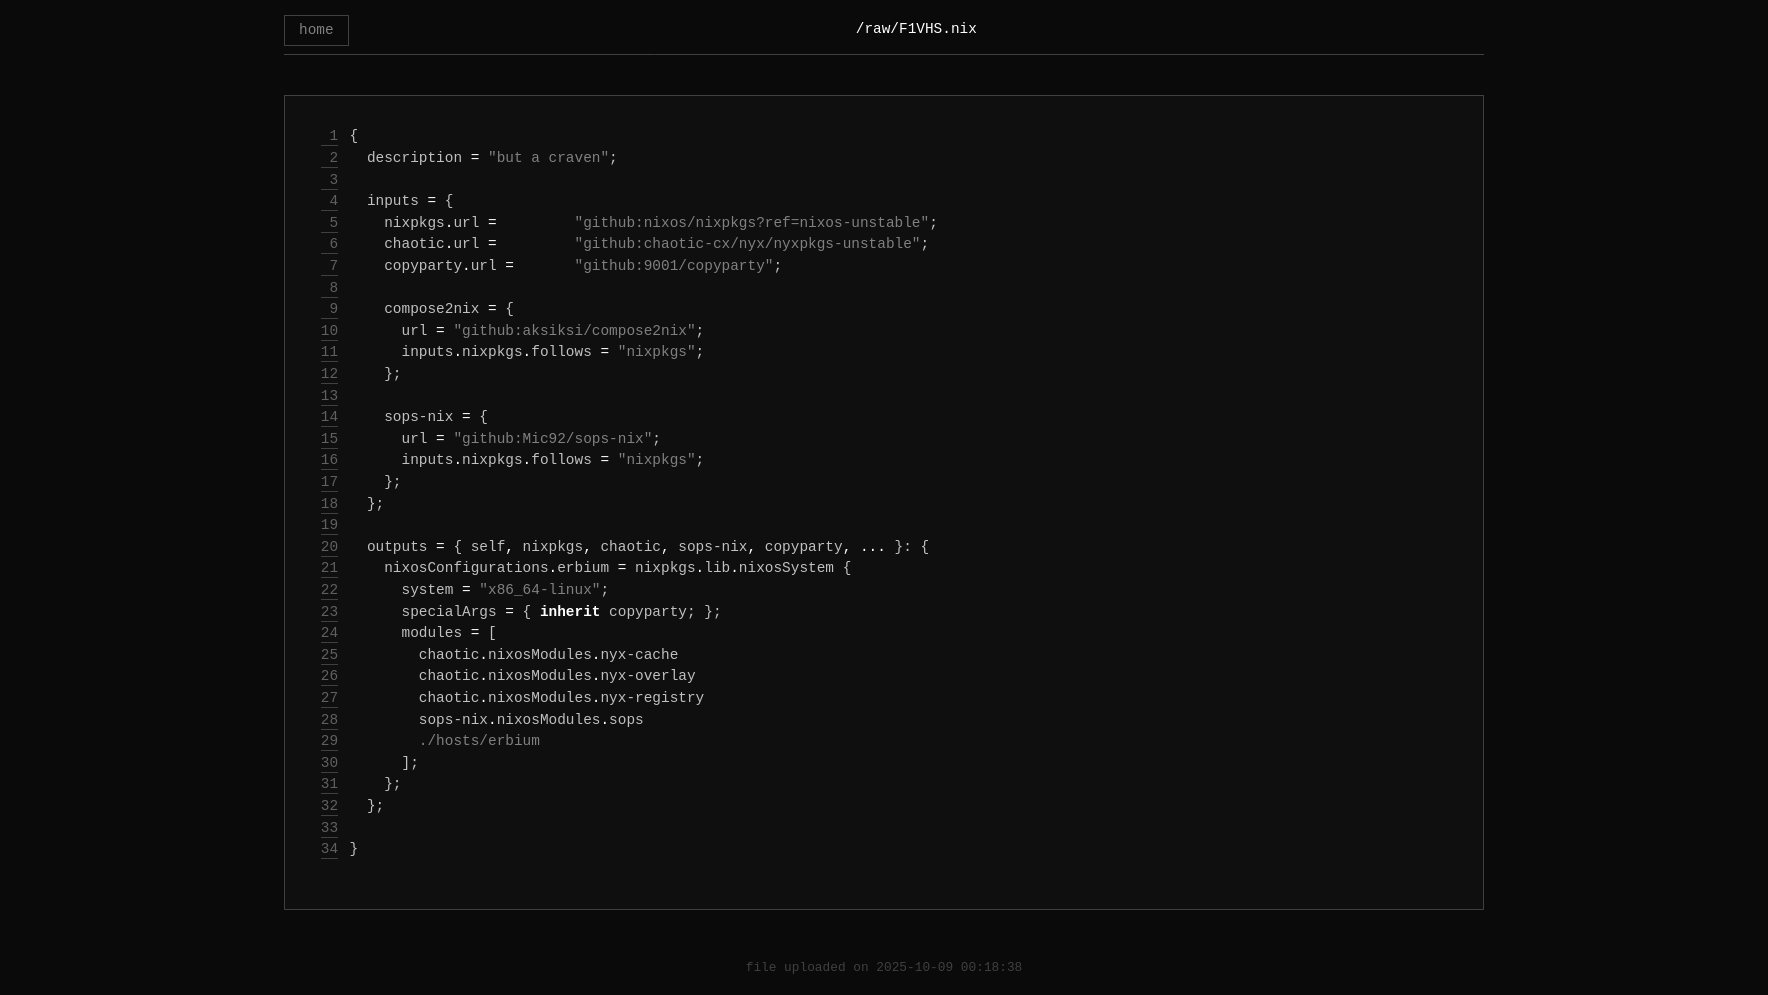 home
/raw/F1VHS.nix
1 {
2   description = "but a craven";
3
4   inputs = {
5     nixpkgs.url =         "github:nixos/nixpkgs?ref=nixos-unstable";
6     chaotic.url =         "github:chaotic-cx/nyx/nyxpkgs-unstable";
7     copyparty.url =       "github:9001/copyparty";
8
9     compose2nix = {
10       url = "github:aksiksi/compose2nix";
11       inputs.nixpkgs.follows = "nixpkgs";
12     };
13
14     sops-nix = {
15       url = "github:Mic92/sops-nix";
16       inputs.nixpkgs.follows = "nixpkgs";
17     };
18   };
19
20   outputs = { self, nixpkgs, chaotic, sops-nix, copyparty, ... }: {
21     nixosConfigurations.erbium = nixpkgs.lib.nixosSystem {
22       system = "x86_64-linux";
23       specialArgs = { inherit copyparty; };
24       modules = [
25         chaotic.nixosModules.nyx-cache
26         chaotic.nixosModules.nyx-overlay
27         chaotic.nixosModules.nyx-registry
28         sops-nix.nixosModules.sops
29         ./hosts/erbium
30       ];
31     };
32   };
33
34 }
file uploaded on 2025-10-09 00:18:38